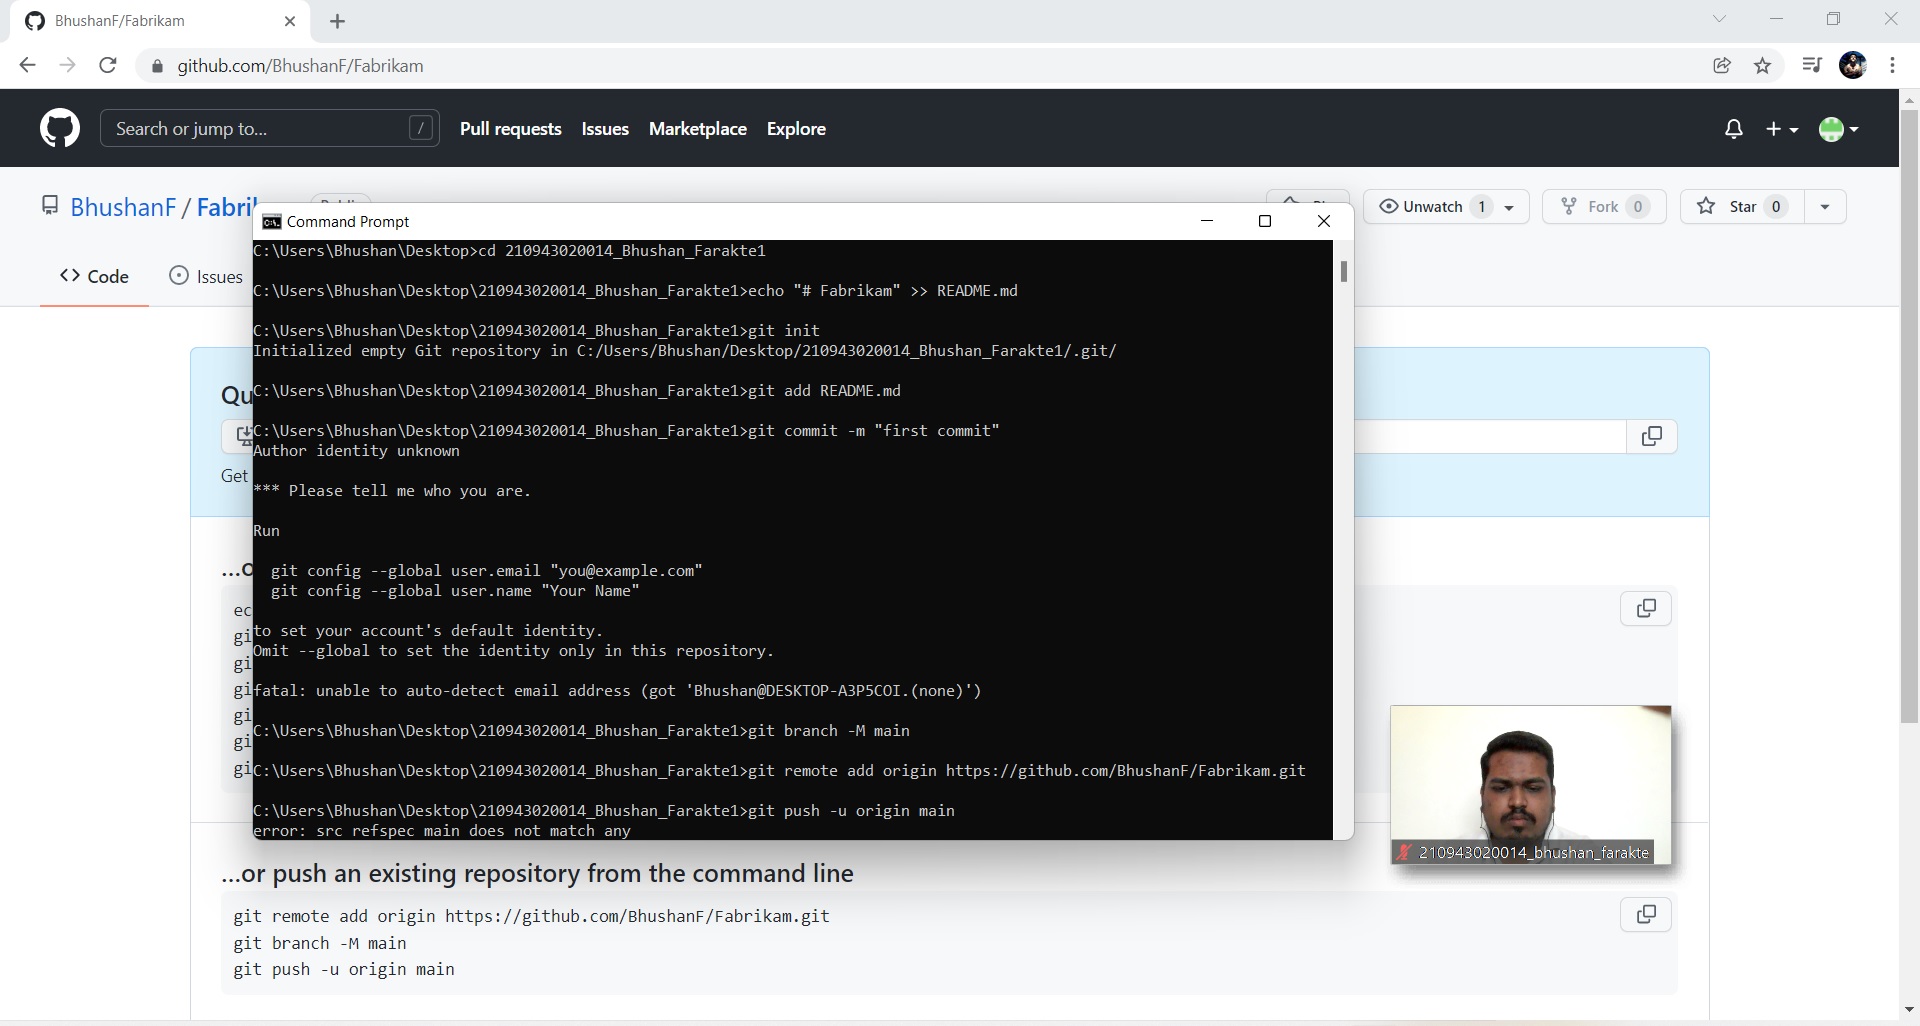 BhushanF/Fabrikam
github.com/BhushanF/Fabrikam
Search or jump to... /
Pull requests Issues Marketplace Explore
BhushanF /
Unwatch 1 Fork 0 Star 0
Code Issues
Command Prompt
C:\Users\Bhushan\Desktop>cd 210943020014_Bhushan_Farakte1
C:\Users\Bhushan\Desktop\210943020014_Bhushan_Farakte1>echo "# Fabrikam" >> README.md
C:\Users\Bhushan\Desktop\210943020014_Bhushan_Farakte1>git init
Initialized empty Git repository in C:/Users/Bhushan/Desktop/210943020014_Bhushan_Farakte1/.git/
C:\Users\Bhushan\Desktop\210943020014_Bhushan_Farakte1>git add README.md
C:\Users\Bhushan\Desktop\210943020014_Bhushan_Farakte1>git commit -m "first commit"
Author identity unknown
Get
*** Please tell me who you are.
Run
git config --global user.email "you@example.com"
git config --global user.name "Your Name"
to set your account's default identity.
Omit --global to set the identity only in this repository.
fatal: unable to auto-detect email address (got 'Bhushan@DESKTOP-A3P5COI.(none)')
C:\Users\Bhushan\Desktop\210943020014_Bhushan_Farakte1>git branch -M main
C:\Users\Bhushan\Desktop\210943020014_Bhushan_Farakte1>git remote add origin https://github.com/BhushanF/Fabrikam.git
C:\Users\Bhushan\Desktop\210943020014_Bhushan_Farakte1>git push -u origin main
error: src refspec main does not match any
210943020014_bhushan_farakte
...or push an existing repository from the command line
git remote add origin https://github.com/BhushanF/Fabrikam.git
git branch -M main
git push -u origin main